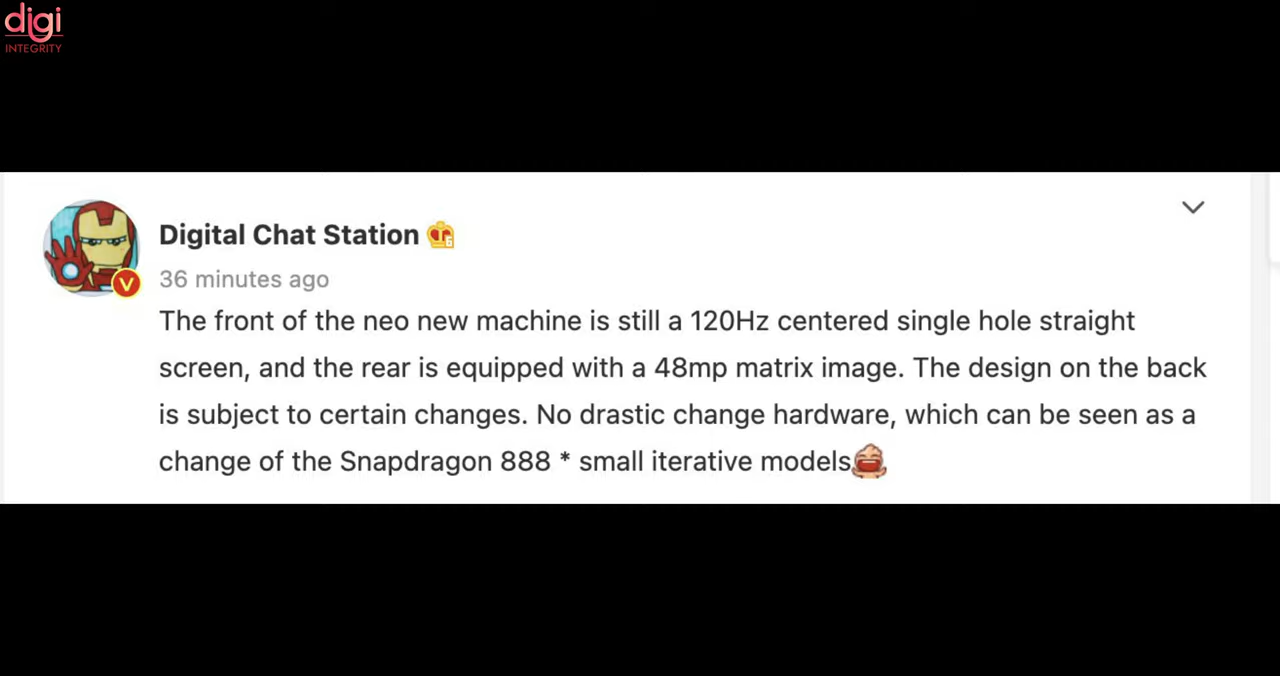 digi
INTEGRITY
Digital Chat Station
36 minutes ago
The front of the neo new machine is still a 120Hz centered single hole straight
screen, and the rear is equipped with a 48mp matrix image. The design on the back
is subject to certain changes. No drastic change hardware, which can be seen as a
change of the Snapdragon 888 * small iterative models